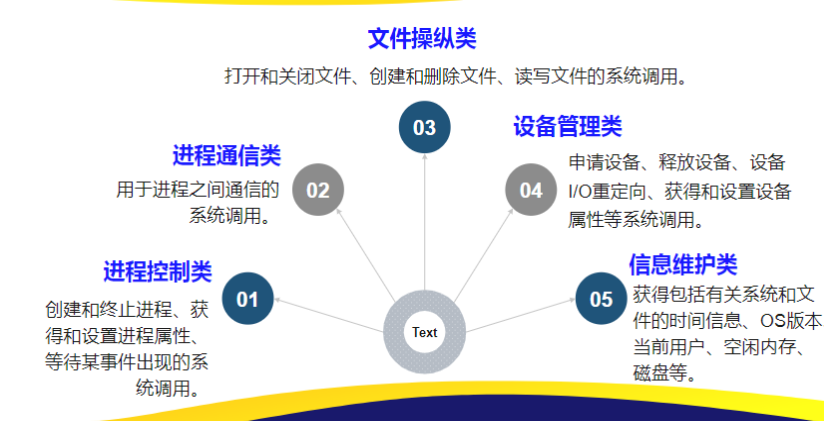 文件操纵类
打开和关闭文件、创建和删除文件、读写文件的系统调用。
03
设备管理类
进程通信类
申请设备、释放设备、设备
I/O重定向、获得和设置设备
属性等系统调用。
04
用于进程之间通信的
系统调用。
02
进程控制类
创建和终止进程、获
得和设置进程属性、
等待某事件出现的系
统调用。
01
信息维护类
获得包括有关系统和文
件的时间信息、OS版本
当前用户、空闲内存、
磁盘等。
05
Text